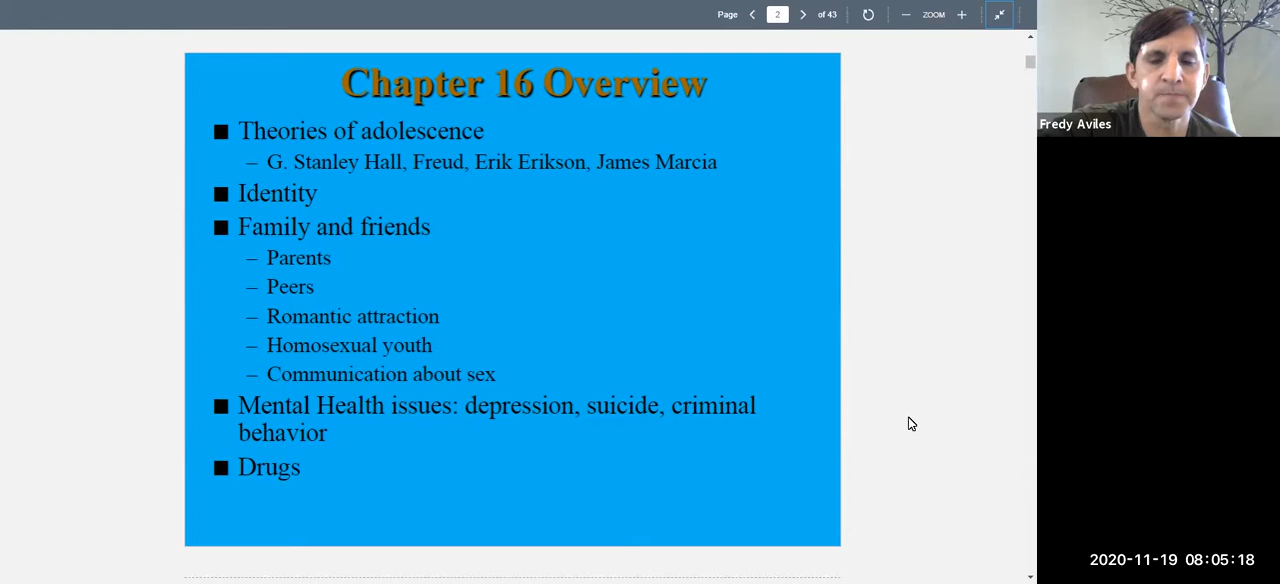 Page 2 of 43 ZOOM
Chapter 16 Overview
■ Theories of adolescence
– G. Stanley Hall, Freud, Erik Erikson, James Marcia
■ Identity
■ Family and friends
– Parents
– Peers
– Romantic attraction
– Homosexual youth
– Communication about sex
■ Mental Health issues: depression, suicide, criminal
behavior
■ Drugs
Fredy Aviles
2020-11-19 08:05:18